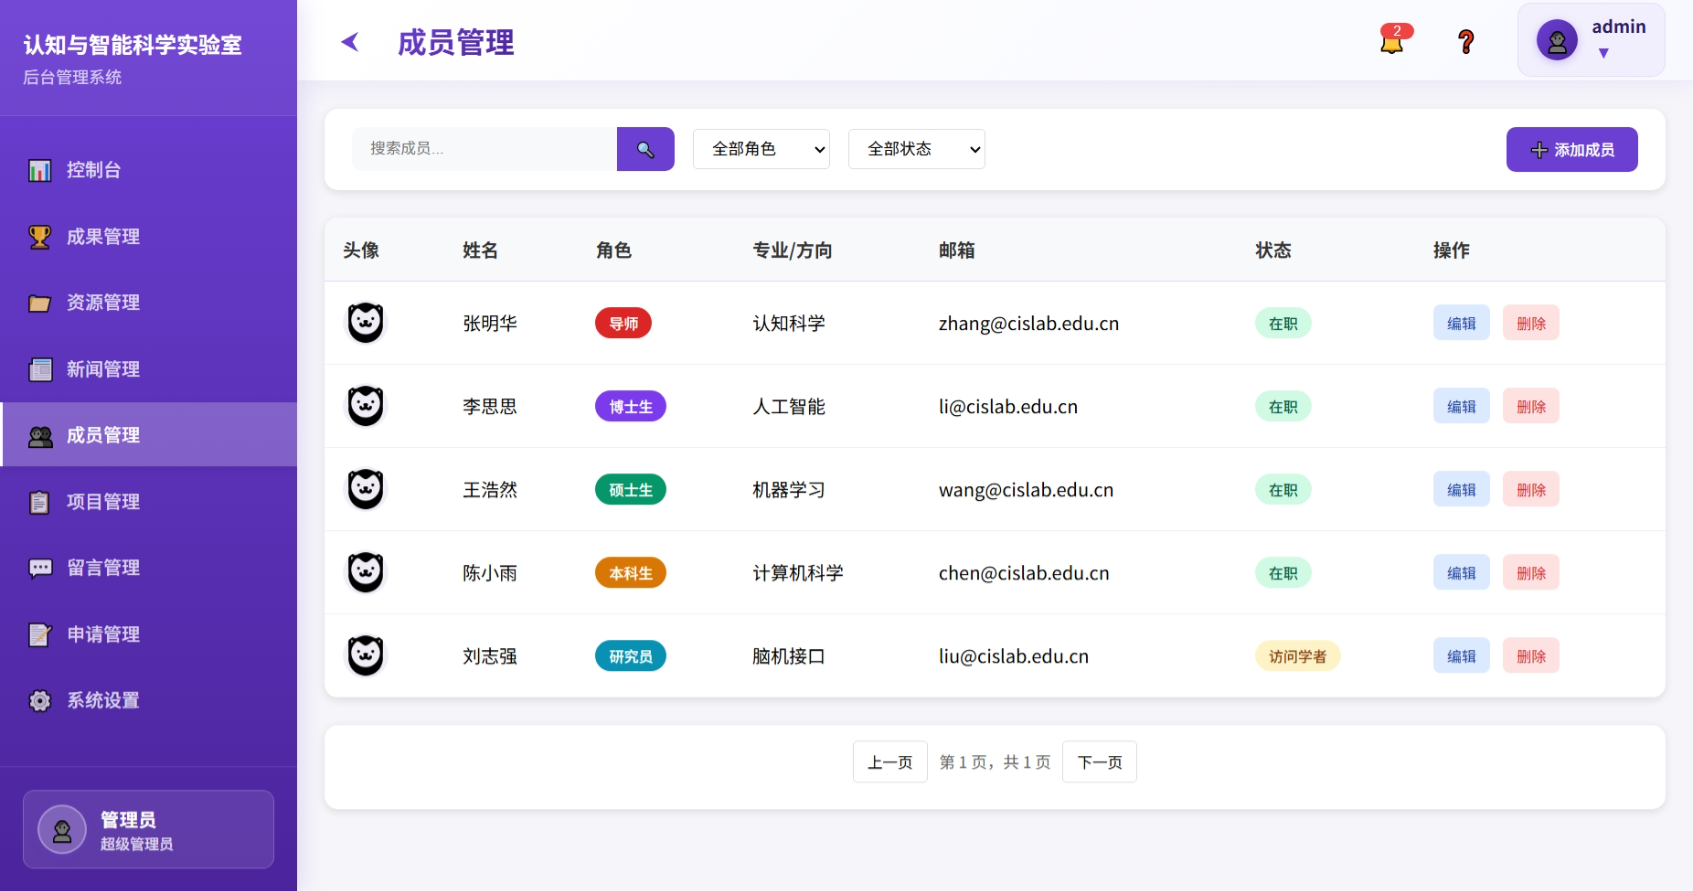 认知与智能科学实验室
后台管理系统
控制台
成果管理
资源管理
新闻管理
成员管理
项目管理
留言管理
申请管理
系统设置
管理员
超级管理员
成员管理
2
admin
搜索成员...
全部角色
全部状态
添加成员
头像 姓名 角色 专业/方向 邮箱 状态 操作
张明华 导师 认知科学 zhang@cislab.edu.cn 在职 编辑 删除
李思思 博士生 人工智能 li@cislab.edu.cn 在职 编辑 删除
王浩然 硕士生 机器学习 wang@cislab.edu.cn 在职 编辑 删除
陈小雨 本科生 计算机科学 chen@cislab.edu.cn 在职 编辑 删除
刘志强 研究员 脑机接口 liu@cislab.edu.cn 访问学者 编辑 删除
上一页 第 1 页，共 1 页 下一页